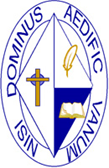 NISI DOMINUS AEDIFIC VANUM